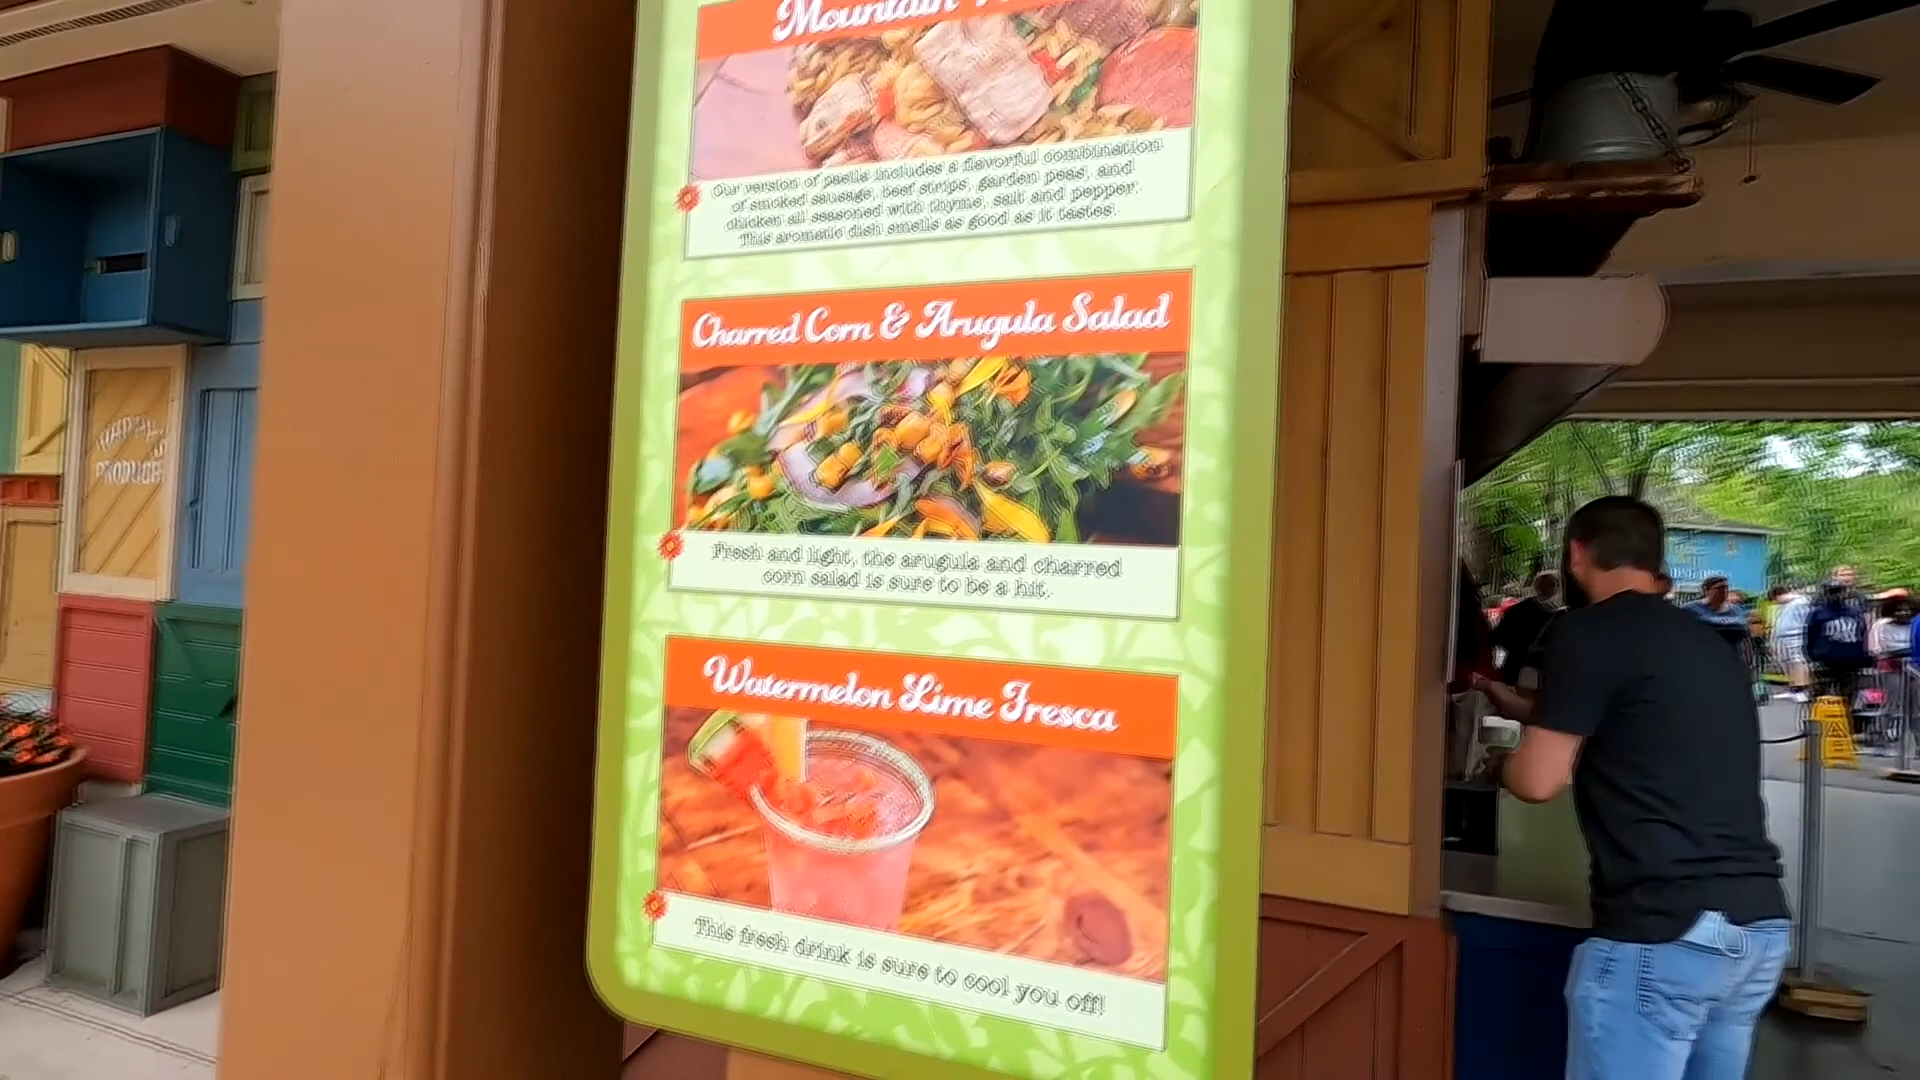 Mountain
Our version of paella includes a flavorful combination
of smoked sausage, beef strips, garden peas, and
chicken all seasoned with thyme, salt and pepper.
This aromatic dish smells as good as it tastes.
Charred Corn & Arugula Salad
Fresh and light, the arugula and charred
corn salad is sure to be a hit.
Watermelon Lime Fresca
This fresh drink is sure to cool you off!
PRODUCE